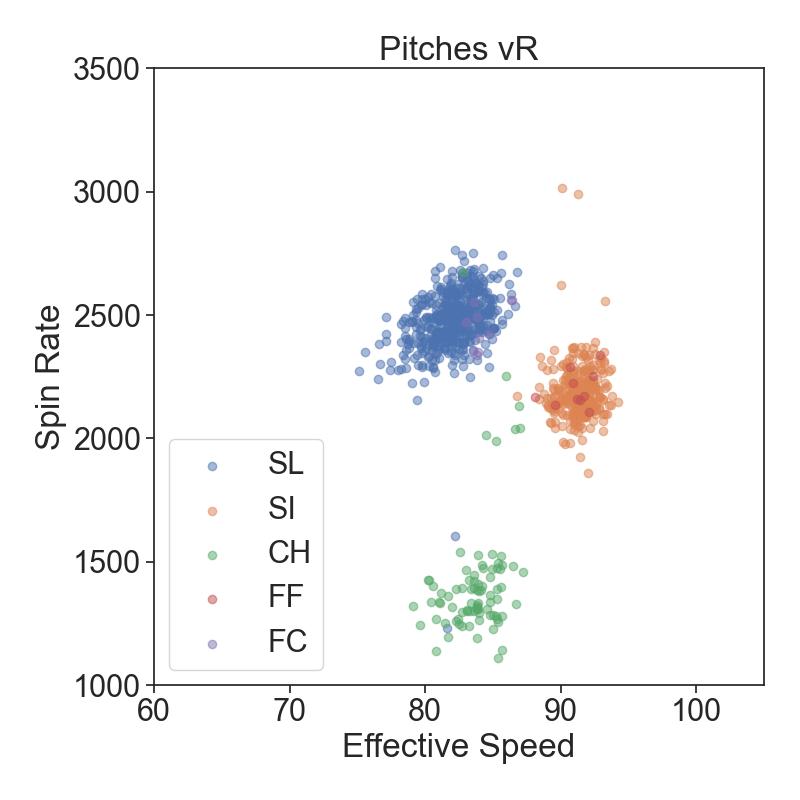 Pitches vR
3500
3000
2500
2000
1500
1000
Spin Rate
SL
SI
CH
FF
FC
60 70 80 90 100
Effective Speed